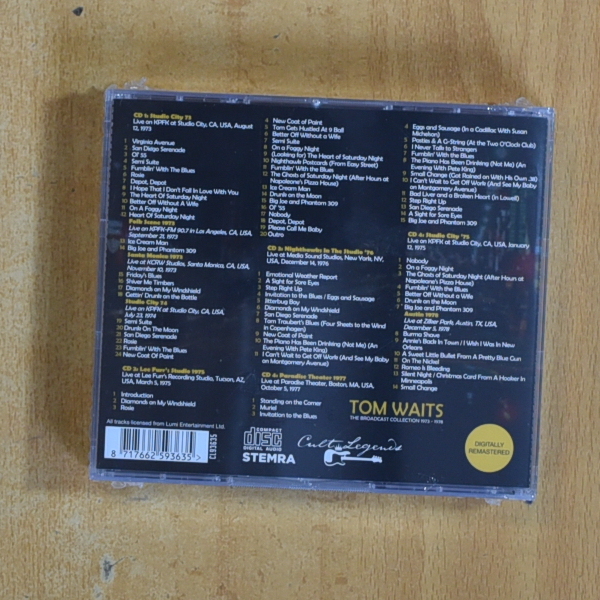 CD 1: Studio City 73
Live on KPFK at Studio City, CA, USA, August
12, 1973
1 Virginia Avenue
2 San Diego Serenade
3 Ol' 55
4 Semi Suite
5 Fumblin' With The Blues
6 Rosie
7 Depot, Depot
8 I Hope That I Don't Fall In Love With You
9 The Heart Of Saturday Night
10 Better Off Without A Wife
11 On A Foggy Night
12 Heart Of Saturday Night
Folk Scene 1973
Live on KPFK-FM 90.7 in Los Angeles, CA, USA,
September 21, 1973
13 Ice Cream Man
14 Big Joe and Phantom 309
Santa Monica 1973
Live at KCRW Studios, Santa Monica, CA, USA,
November 10, 1973
15 Friday's Blues
16 Shiver Me Timbers
17 Diamonds on My Windshield
18 Gettin' Drunk on the Bottle
Studio City 74
Live on KPFK at Studio City, CA, USA,
July 23, 1974
19 Semi Suite
20 Drunk On The Moon
21 San Diego Serenade
22 Rosie
23 Fumblin' With The Blues
24 New Coat of Paint
CD 2: Lee Furr's Studio 1975
Live at Lee Furr's Recording Studio, Tucson, AZ,
USA, March 5, 1975
1 Introduction
2 Diamonds on My Windshield
3 Rosie
4 New Coat of Paint
5 Tom Gets Hustled At 9 Ball
6 Better Off Without a Wife
7 Semi Suite
8 On a Foggy Night
9 (Looking for) The Heart of Saturday Night
10 Nighthawk Postcards (From Easy Street)
11 Fumblin' With the Blues
12 The Ghosts of Saturday Night (After Hours at
Napoleone's Pizza House)
13 Ice Cream Man
14 Drunk on the Moon
15 Big Joe and Phantom 309
16 Ol' 55
17 Nobody
18 Depot, Depot
19 Please Call Me Baby
20 Outro
CD 3: Nighthawks In The Studio '76
Live at Media Sound Studios, New York, NY,
USA, December 14, 1976
1 Emotional Weather Report
2 A Sight for Sore Eyes
3 Step Right Up
4 Invitation to the Blues / Eggs and Sausage
5 Jitterbug Boy
6 Diamonds on My Windshield
7 San Diego Serenade
8 Tom Traubert's Blues (Four Sheets to the Wind
in Copenhagen)
9 New Coat of Paint
10 The Piano Has Been Drinking (Not Me) (An
Evening With Pete King)
11 I Can't Wait to Get Off Work (And See My Baby
on Montgomery Avenue)
CD 4: Paradise Theater 1977
Live at Paradise Theater, Boston, MA, USA,
October 5, 1977
1 Standing on the Corner
2 Muriel
3 Invitation to the Blues
4 Eggs and Sausage (In a Cadillac With Susan
Michelson)
5 Pasties & A G-String (At the Two O'Clock Club)
6 I Never Talk to Strangers
7 Fumblin' With the Blues
8 The Piano Has Been Drinking (Not Me) (An
Evening With Pete King)
9 Small Change (Got Rained on With His Own .38)
10 I Can't Wait to Get Off Work (And See My Baby
on Montgomery Avenue)
11 Bad Liver and a Broken Heart (in Lowell)
12 Step Right Up
13 San Diego Serenade
14 A Sight for Sore Eyes
15 Big Joe and Phantom 309
CD 5: Studio City '75
Live on KPFK at Studio City, CA, USA, January
12, 1975
1 Nobody
2 On a Foggy Night
3 The Ghosts of Saturday Night (After Hours at
Napoleone's Pizza House)
4 Fumblin' With the Blues
5 Better Off Without a Wife
6 Drunk on the Moon
7 Big Joe and Phantom 309
Austin 1978
Live at Zilker Park, Austin, TX, USA,
December 5, 1978
8 Burma Shave
9 Annie's Back In Town / I Wish I Was In New
Orleans
10 A Sweet Little Bullet From A Pretty Blue Gun
11 On The Nickel
12 Romeo Is Bleeding
13 Silent Night / Christmas Card From A Hooker In
Minneapolis
14 Small Change
TOM WAITS
THE BROADCAST COLLECTION 1973 - 1978
All tracks licensed from Lumi Entertainment Ltd.
8 717662 593635 >
CL93635
COMPACT
disc
DIGITAL AUDIO
STEMRA
Cult Legends
DIGITALLY
REMASTERED